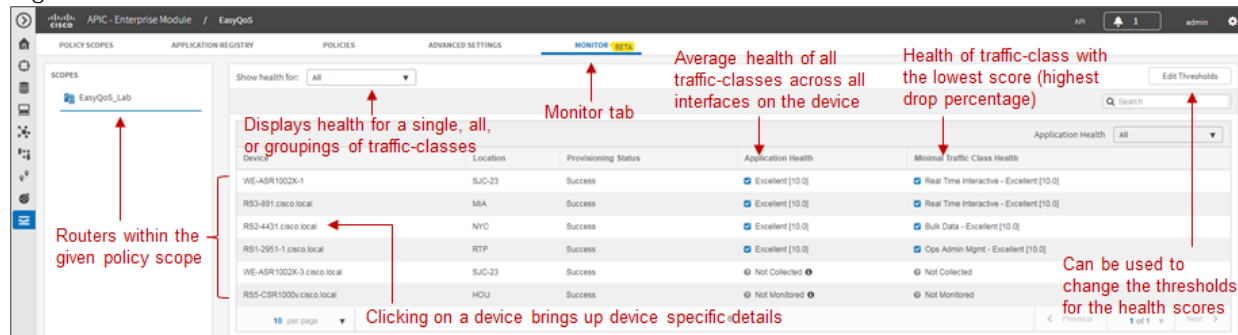 cisco APIC - Enterprise Module / EasyQoS API 1 admin
POLICY SCOPES APPLICATION REGISTRY POLICIES ADVANCED SETTINGS MONITOR BETA
SCOPES
EasyQoS_Lab
Show health for: All
Edit Thresholds
Search
Monitor tab
Average health of all
traffic-classes across all
interfaces on the device
Health of traffic-class with
the lowest score (highest
drop percentage)
Displays health for a single, all,
or groupings of traffic-classes
Application Health All
Device Location Provisioning Status Application Health Minimal Traffic Class Health
WE-ASR1002X-1 SJC-23 Success Excellent [10.0] Real Time Interactive - Excellent [10.0]
RS3-891.cisco.local MIA Success Excellent [10.0] Real Time Interactive - Excellent [10.0]
RS2-4431.cisco.local NYC Success Excellent [10.0] Bulk Data - Excellent [10.0]
RS1-2951-1.cisco.local RTP Success Excellent [10.0] Ops Admin Mgmt - Excellent [10.0]
WE-ASR1002X-3.cisco.local SJC-23 Success Not Collected Not Collected
RS5-CSR1000v.cisco.local HOU Success Not Monitored Not Monitored
Routers within the
given policy scope
Can be used to
change the thresholds
for the health scores
10 per page
Clicking on a device brings up device specific details
Previous 1 of 1 Next